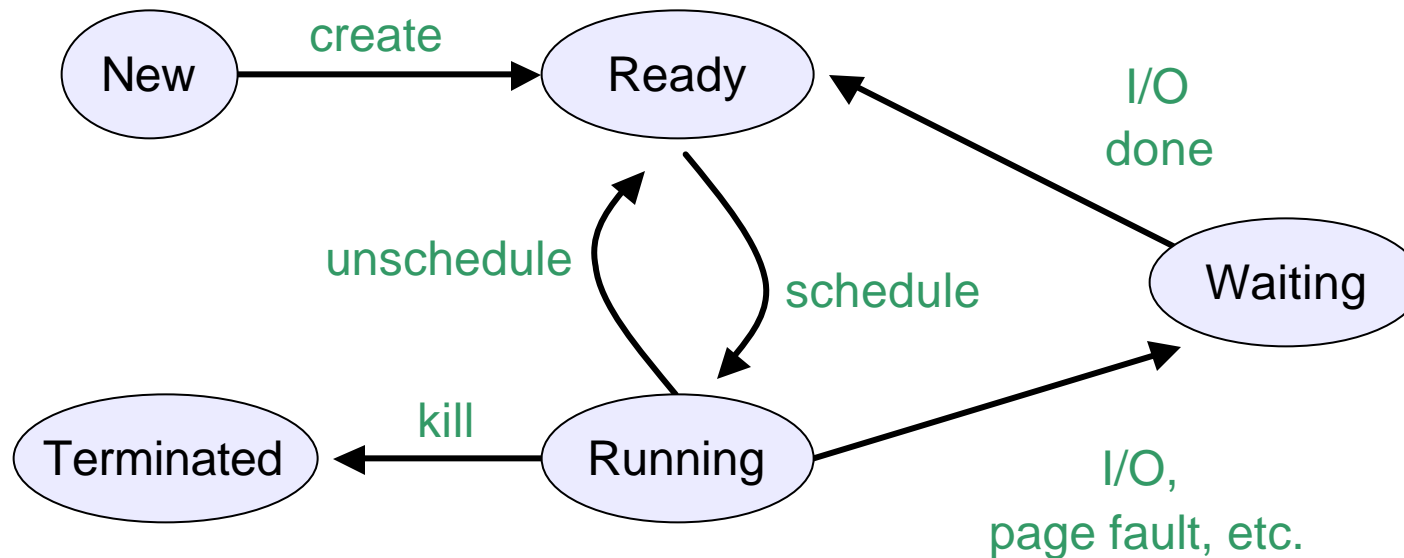 create
New
Ready
I/O
done
unschedule
schedule
Waiting
kill
Terminated
Running
I/O,
page fault, etc.